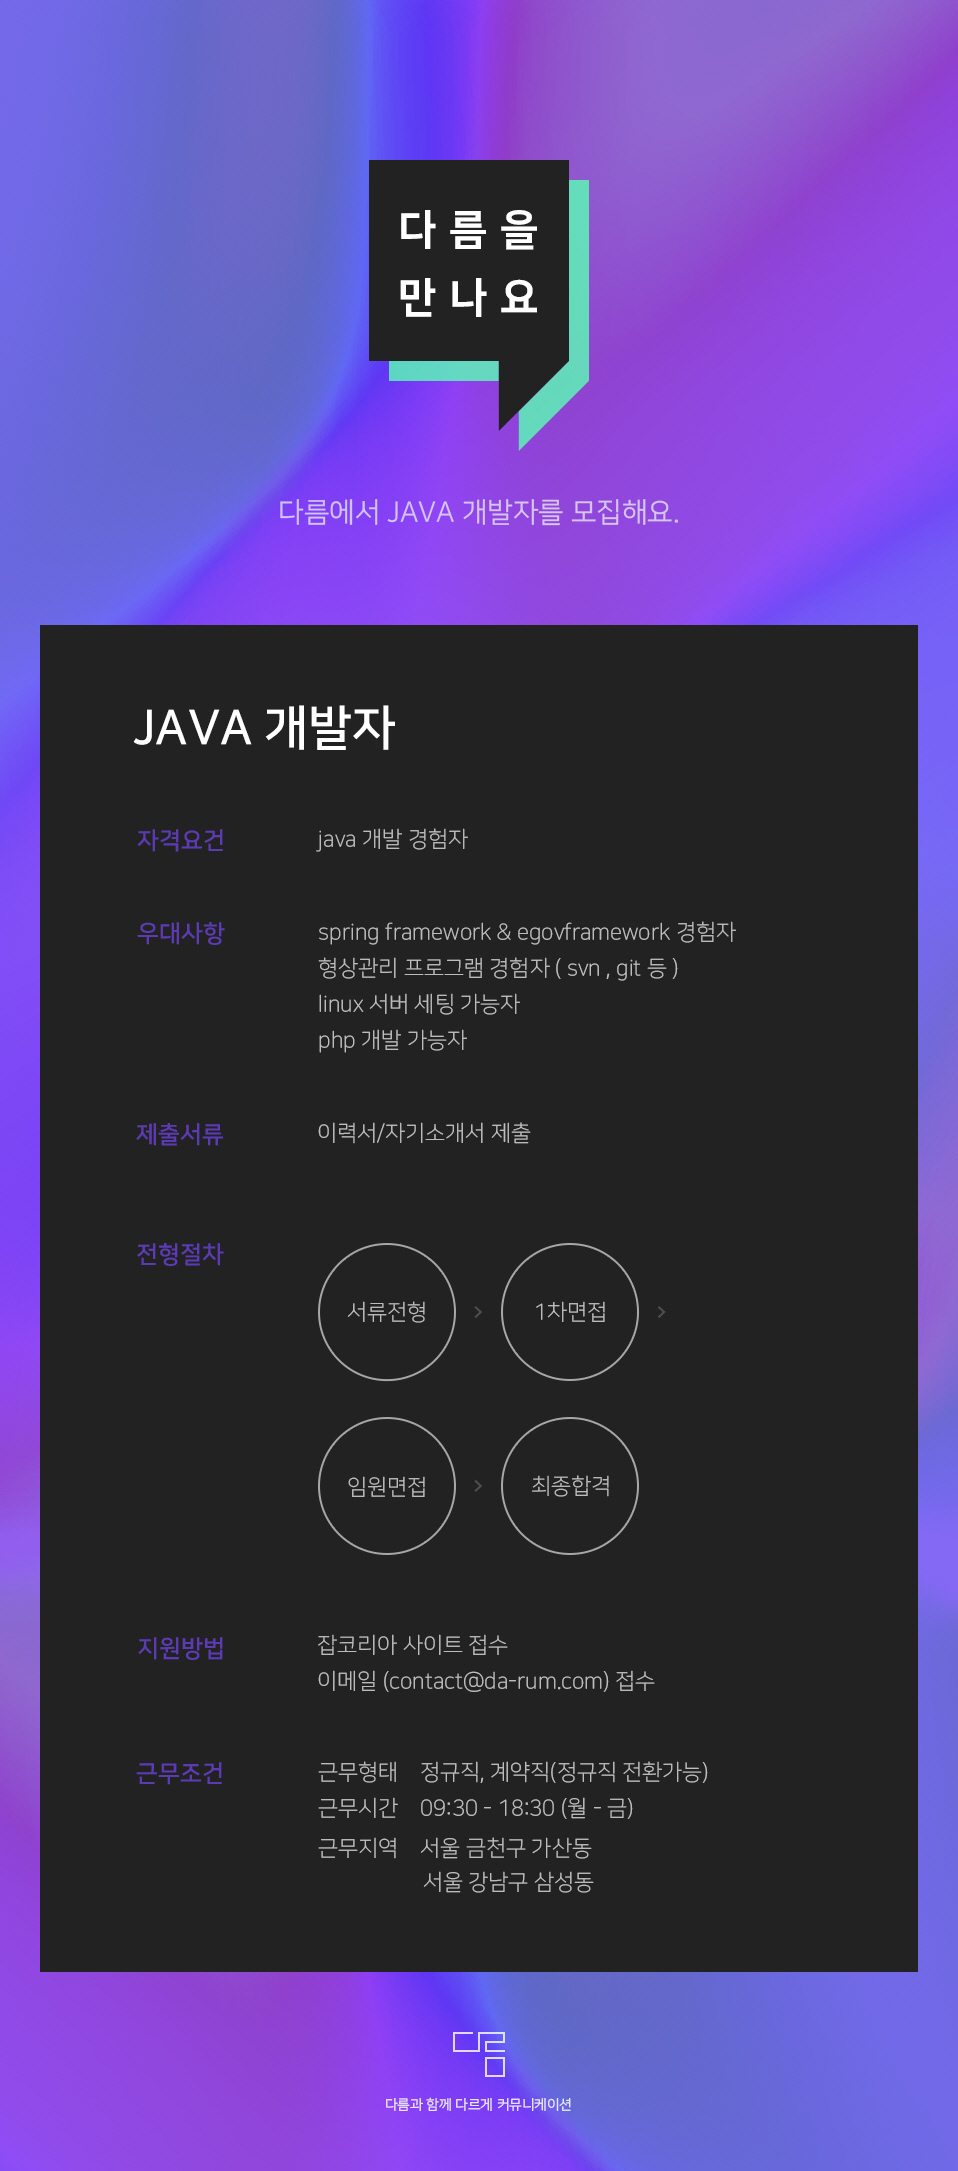 다름을
만나요
다름에서 JAVA 개발자를 모집해요.
JAVA 개발자
자격요건
java 개발 경험자
우대사항
spring framework & egovframework 경험자
형상관리 프로그램 경험자 ( svn , git 등 )
linux 서버 세팅 가능자
php 개발 가능자
제출서류
이력서/자기소개서 제출
전형절차
서류전형 > 1차면접 >
임원면접 > 최종합격
지원방법
잡코리아 사이트 접수
이메일 (contact@da-rum.com) 접수
근무조건
근무형태 정규직, 계약직(정규직 전환가능)
근무시간 09:30 - 18:30 (월 - 금)
근무지역 서울 금천구 가산동
서울 강남구 삼성동
다름
다름과 함께 다르게 커뮤니케이션